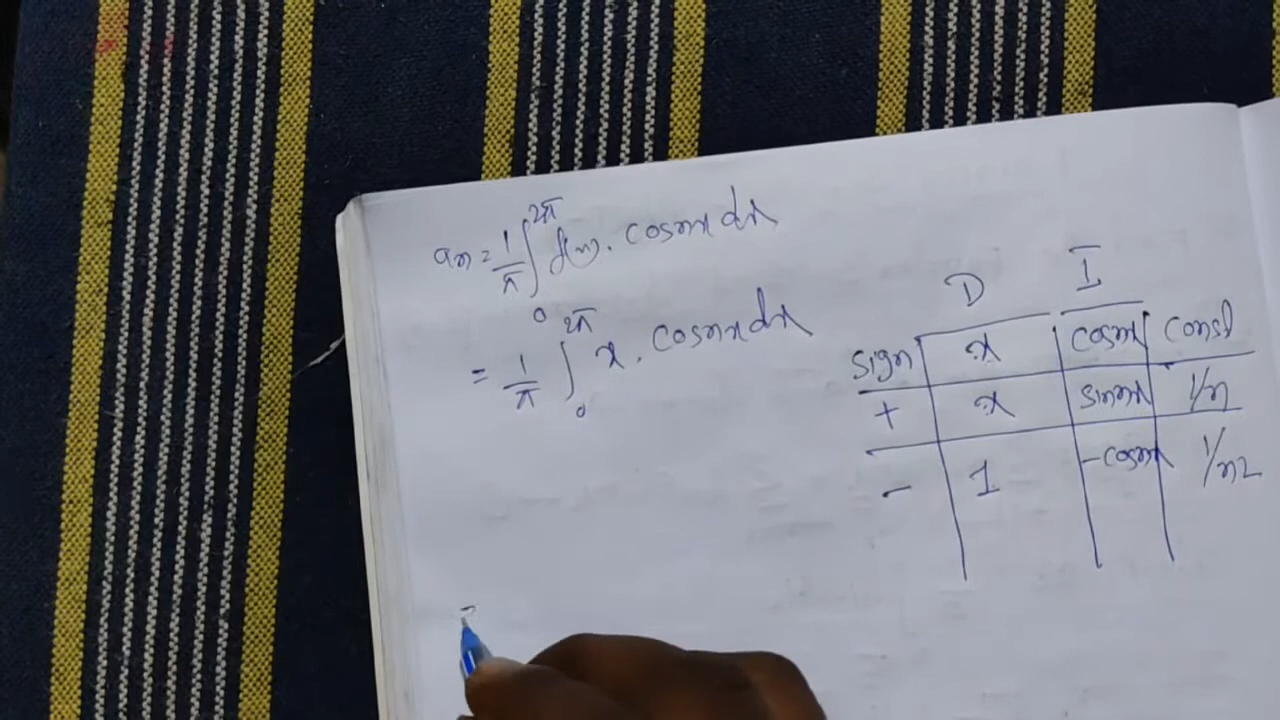 an = 1/π ∫ 0 2π f(x). cosnx dx
= 1/π ∫ 0 2π x. cosnx dx
D I
sign x cosnx const
+ x sinnx 1/n
- 1 -cosnx 1/n2
=